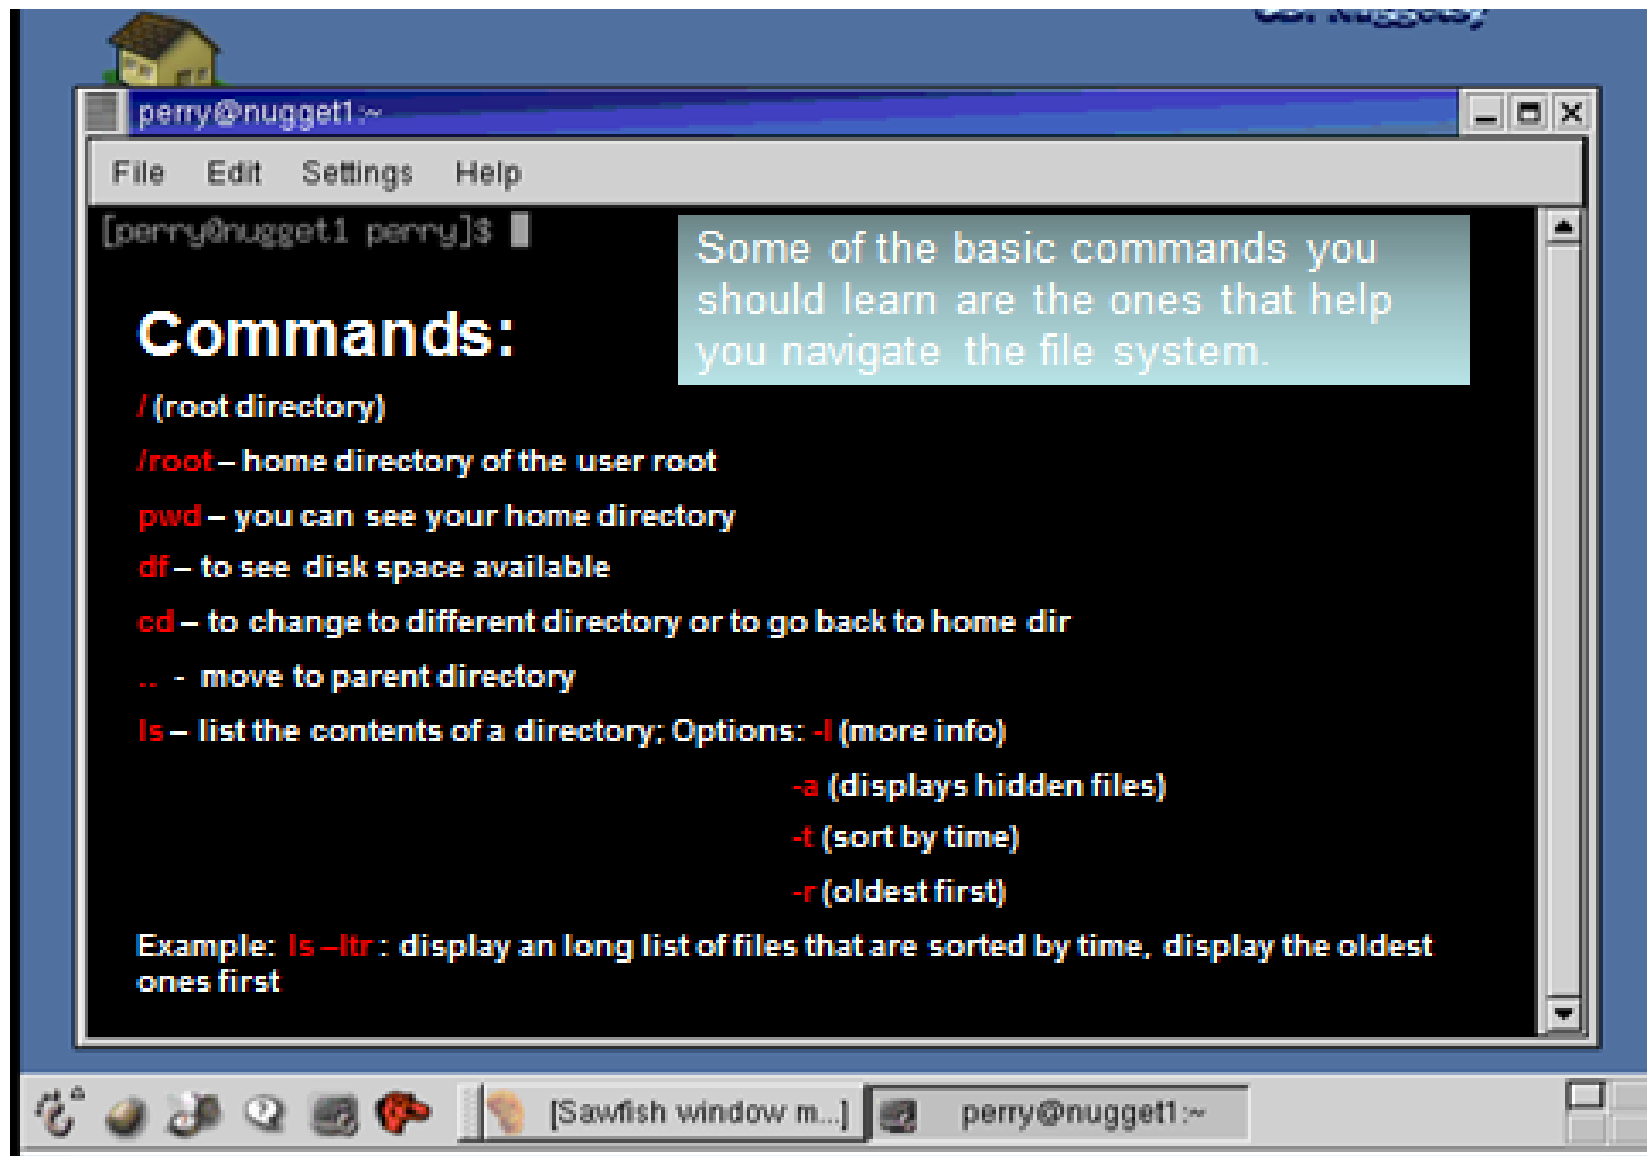 perry@nugget1:~
File Edit Settings Help
[perry@nugget1 perry]$
Some of the basic commands you
should learn are the ones that help
you navigate the file system.
Commands:
/ (root directory)
/root – home directory of the user root
pwd – you can see your home directory
df – to see disk space available
cd – to change to different directory or to go back to home dir
.. - move to parent directory
ls – list the contents of a directory; Options: -l (more info)
-a (displays hidden files)
-t (sort by time)
-r (oldest first)
Example: ls –ltr : display an long list of files that are sorted by time, display the oldest
ones first
[Sawfish window m...] perry@nugget1:~